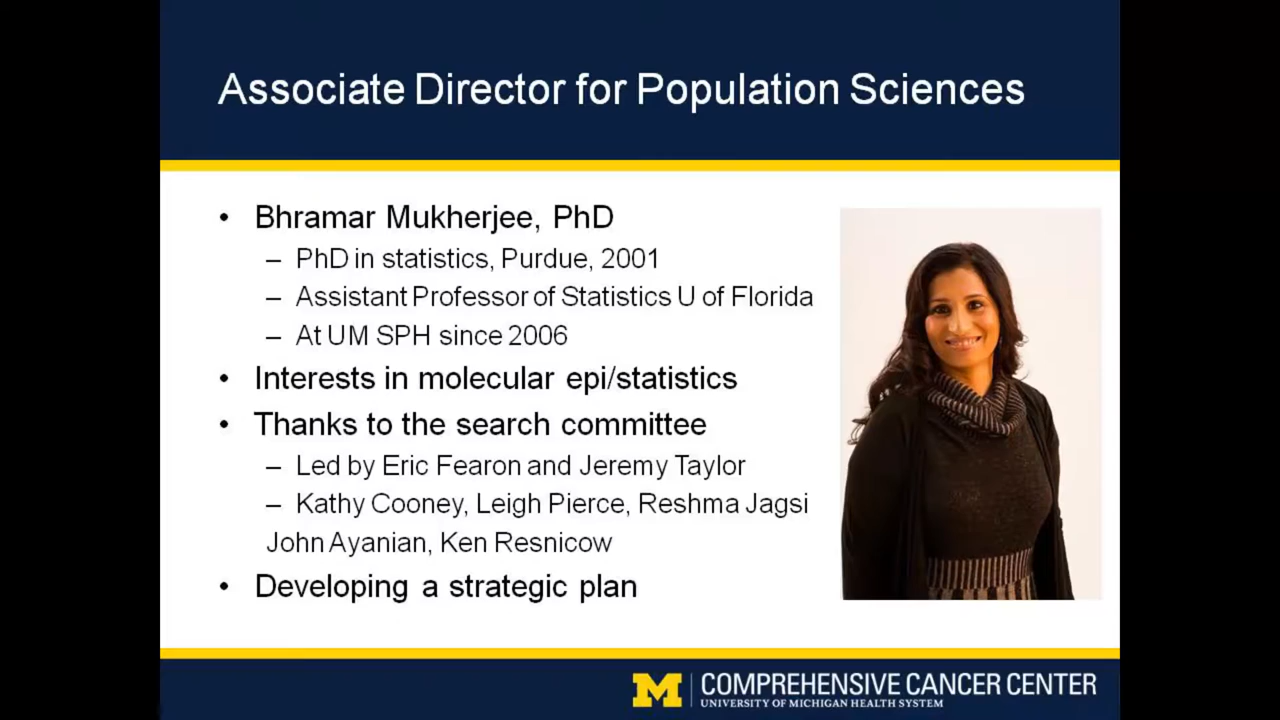 Associate Director for Population Sciences
• Bhramar Mukherjee, PhD
– PhD in statistics, Purdue, 2001
– Assistant Professor of Statistics U of Florida
– At UM SPH since 2006
• Interests in molecular epi/statistics
• Thanks to the search committee
– Led by Eric Fearon and Jeremy Taylor
– Kathy Cooney, Leigh Pierce, Reshma Jagsi
John Ayanian, Ken Resnicow
• Developing a strategic plan
M
COMPREHENSIVE CANCER CENTER
UNIVERSITY OF MICHIGAN HEALTH SYSTEM